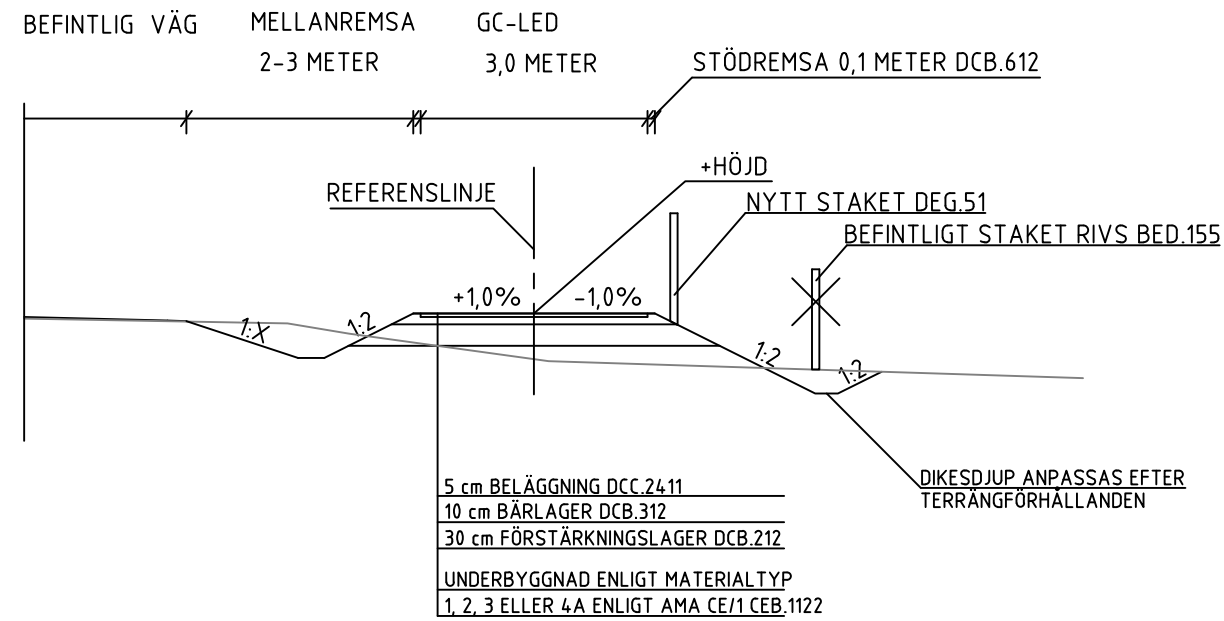 BEFINTLIG VÄG
MELLANREMSA
GC-LED
2-3 METER
3,0 METER
STÖDREMSA 0,1 METER DCB.612
+HÖJD
REFERENSLINJE
NYTT STAKET DEG.51
BEFINTLIGT STAKET RIVS BED.155
+1,0%
-1,0%
1:X
1:2
1:2
1:2
5 cm BELÄGGNING DCC.2411
10 cm BÄRLAGER DCB.312
30 cm FÖRSTÄRKNINGSLAGER DCB.212
UNDERBYGGNAD ENLIGT MATERIALTYP
1, 2, 3 ELLER 4A ENLIGT AMA CE/1 CEB.1122
DIKESDJUP ANPASSAS EFTER
TERRÄNGFÖRHÅLLANDEN